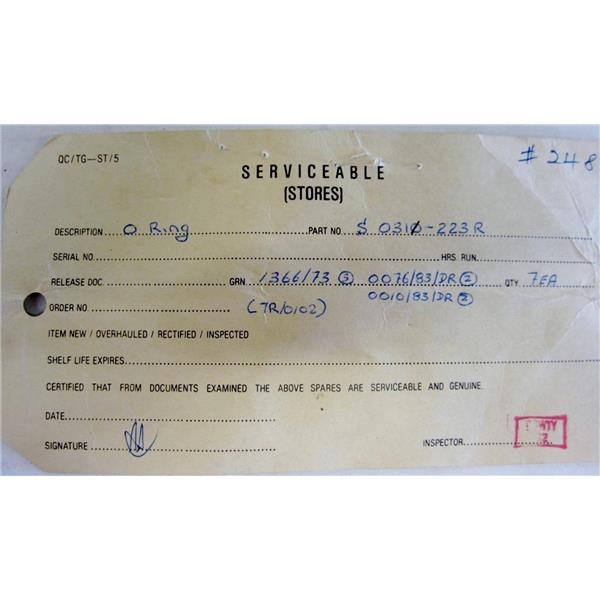 QC/TG—ST/5
# 248
SERVICEABLE
(STORES)
DESCRIPTION O Ring PART NO. S 0310-223R
SERIAL NO. HRS. RUN.
RELEASE DOC. GRN 1366/73 ③ 0076/83/DR ② QTY 7EA
0010/83/DR ②
ORDER NO (TR/0102)
ITEM NEW / OVERHAULED / RECTIFIED / INSPECTED
SHELF LIFE EXPIRES
CERTIFIED THAT FROM DOCUMENTS EXAMINED THE ABOVE SPARES ARE SERVICEABLE AND GENUINE.
DATE
SIGNATURE INSPECTOR